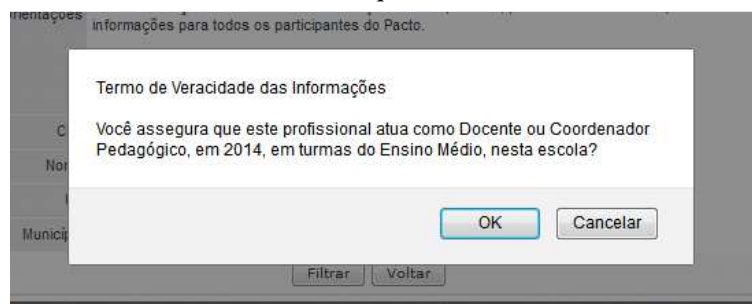 informações para todos os participantes do Pacto.
Termo de Veracidade das Informações
Você assegura que este profissional atua como Docente ou Coordenador
Pedagógico, em 2014, em turmas do Ensino Médio, nesta escola?
OK Cancelar
Filtrar Voltar